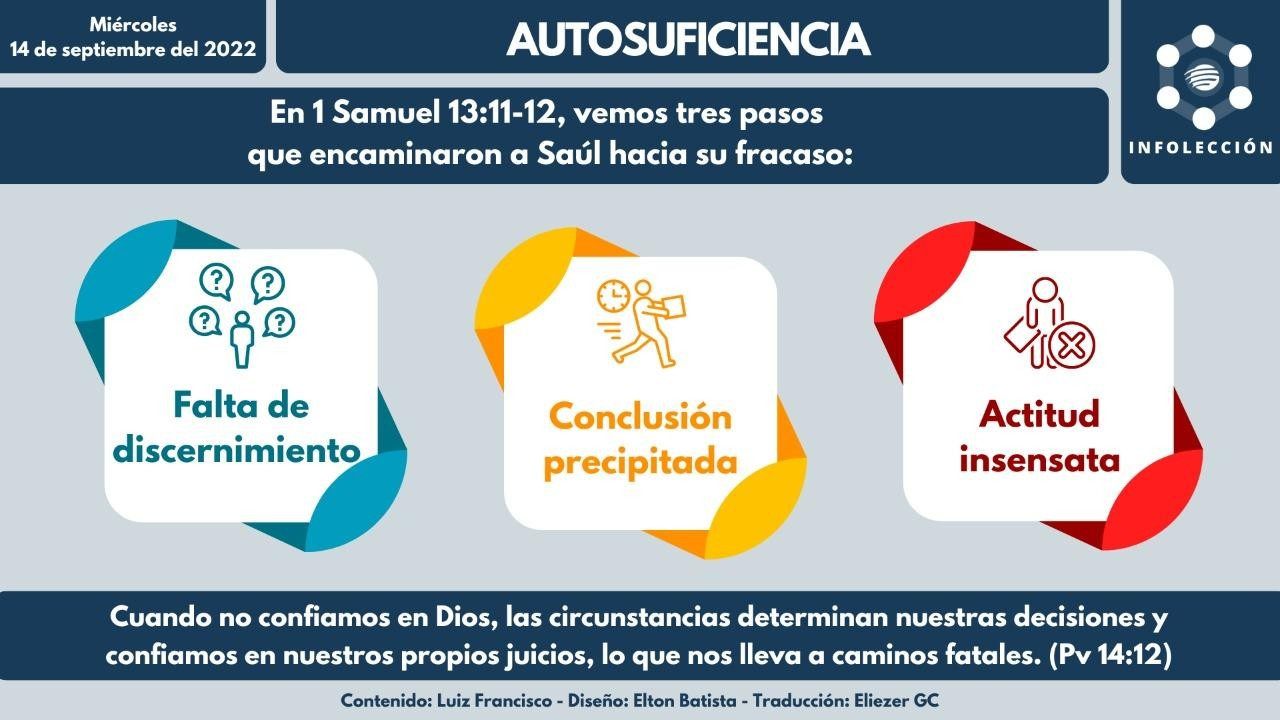 Miércoles
14 de septiembre del 2022
AUTOSUFICIENCIA
INFOLECCIÓN
En 1 Samuel 13:11-12, vemos tres pasos
que encaminaron a Saúl hacia su fracaso:
? ?
? ?
Falta de
discernimiento
Conclusión
precipitada
Actitud
insensata
Cuando no confiamos en Dios, las circunstancias determinan nuestras decisiones y
confiamos en nuestros propios juicios, lo que nos lleva a caminos fatales. (Pv 14:12)
Contenido: Luiz Francisco - Diseño: Elton Batista - Traducción: Eliezer GC